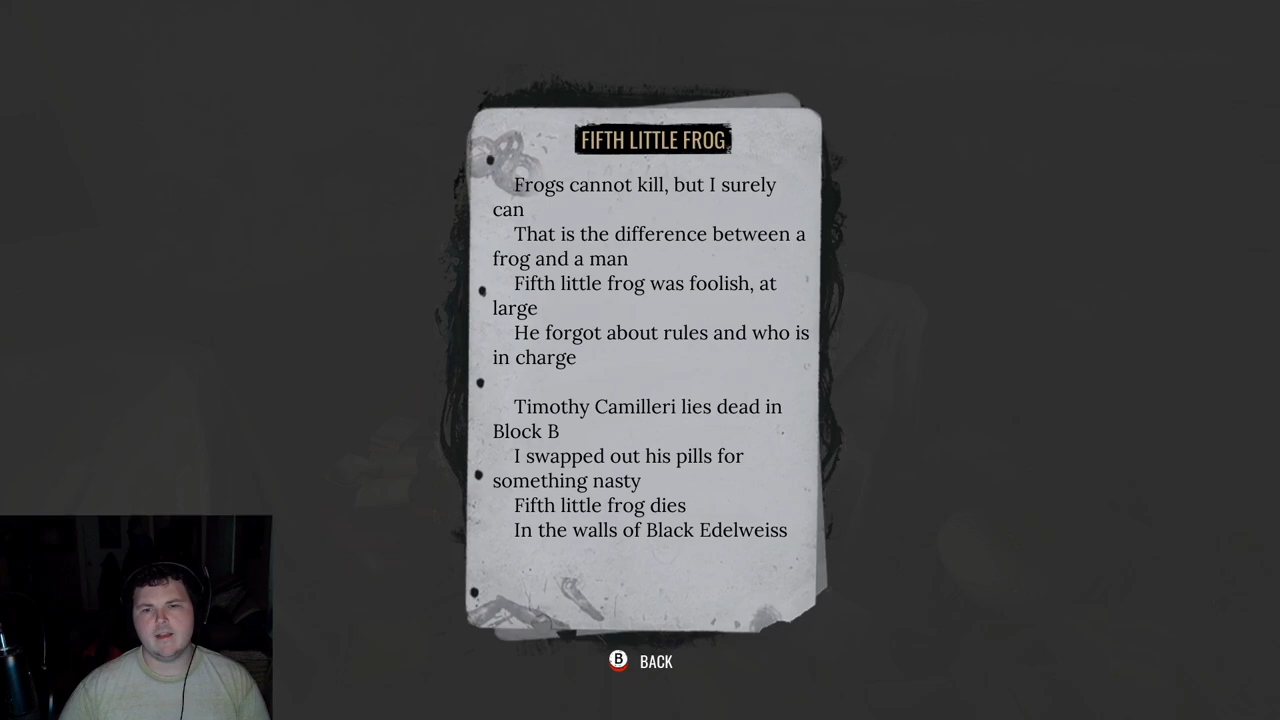 FIFTH LITTLE FROG
Frogs cannot kill, but I surely
can
That is the difference between a
frog and a man
Fifth little frog was foolish, at
large
He forgot about rules and who is
in charge
Timothy Camilleri lies dead in
Block B
I swapped out his pills for
something nasty
Fifth little frog dies
In the walls of Black Edelweiss
B BACK